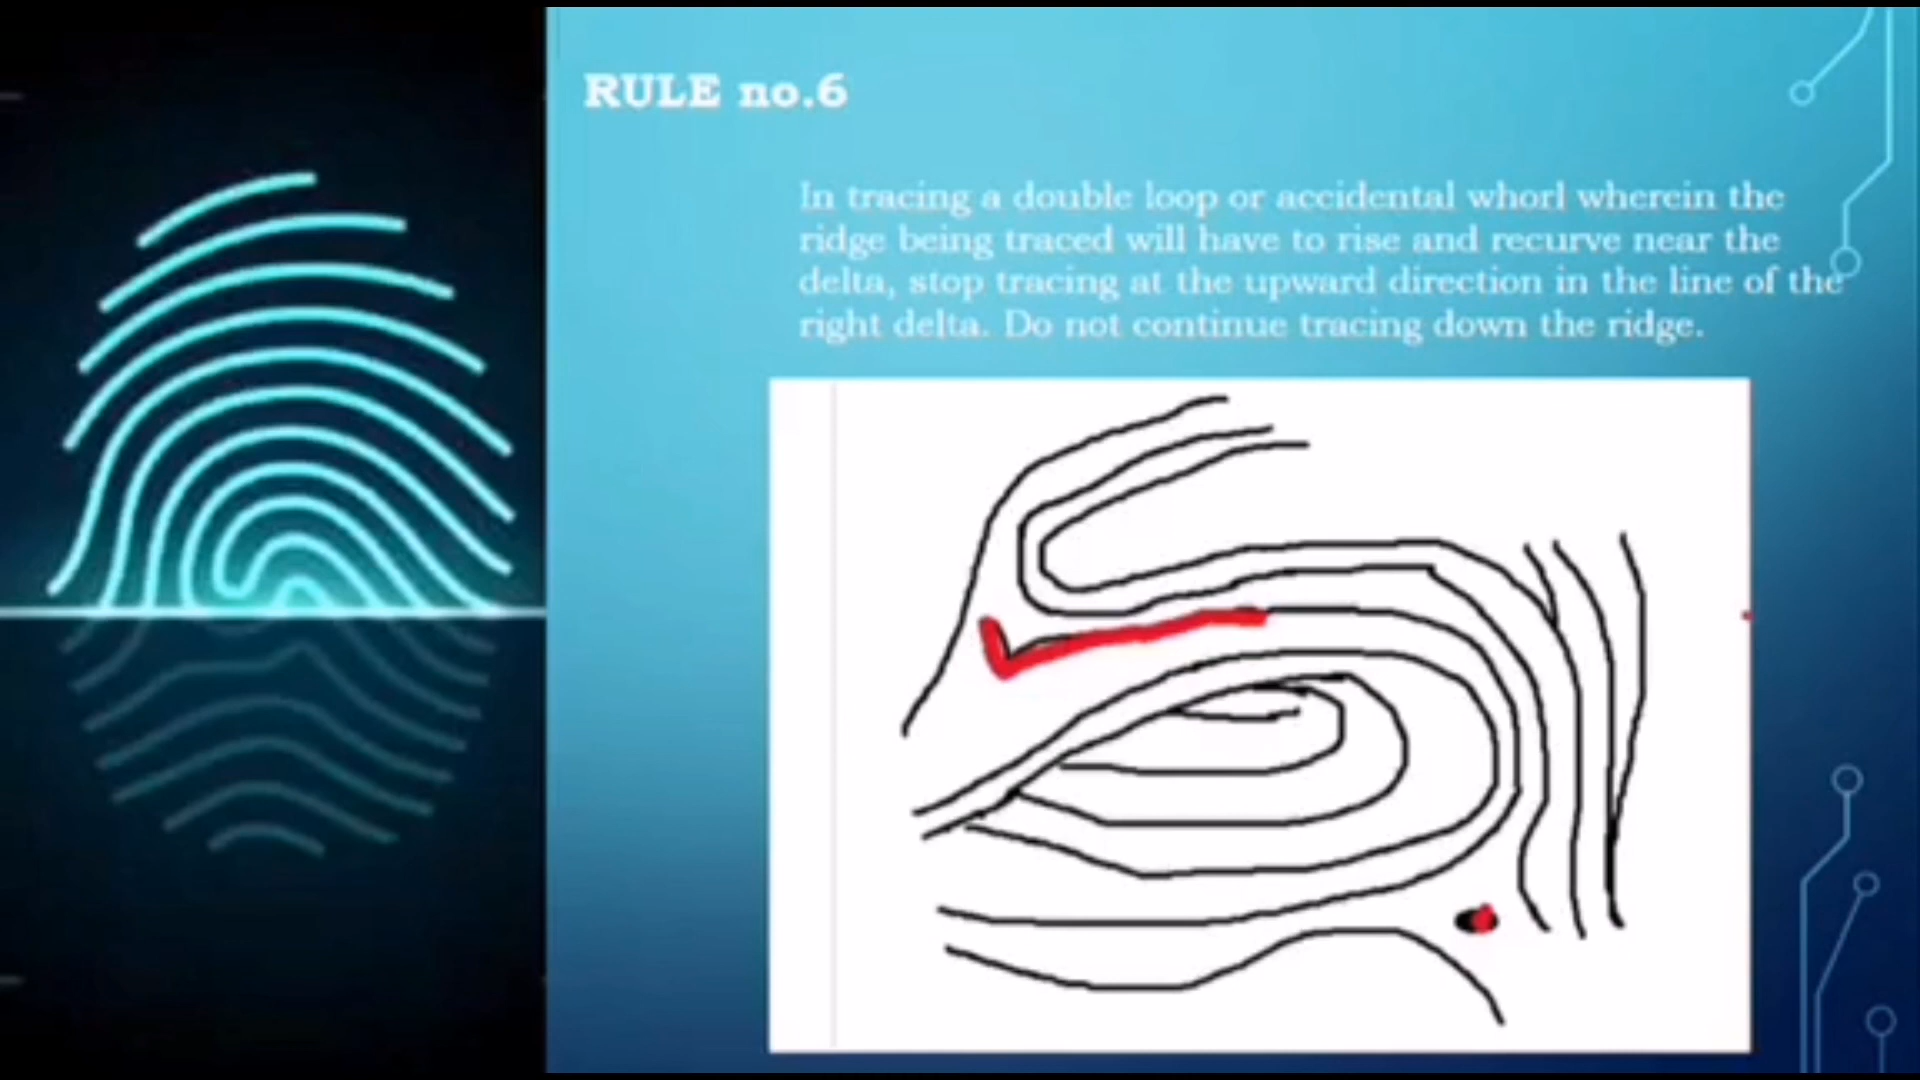 RULE no.6
In tracing a double loop or accidental whorl wherein the
ridge being traced will have to rise and recurve near the
delta, stop tracing at the upward direction in the line of the
right delta. Do not continue tracing down the ridge.